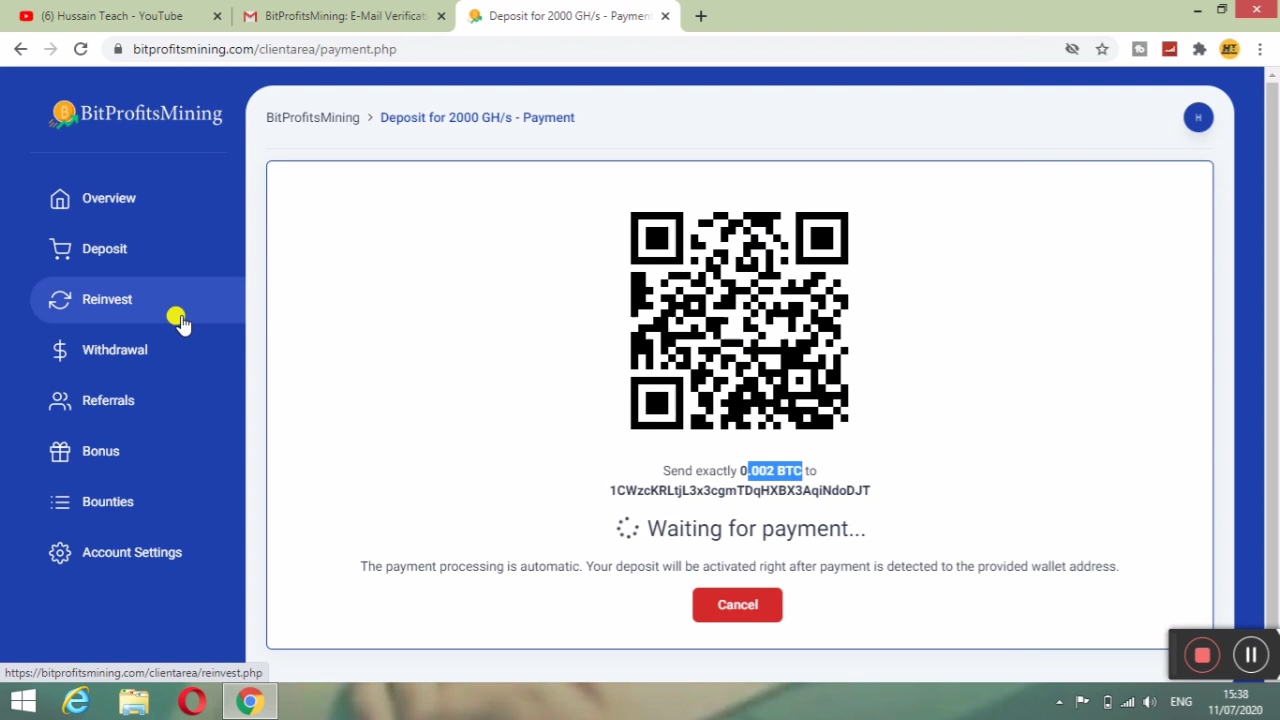 (6) Hussain Teach - YouTube
BitProfitsMining: E-Mail Verificati
Deposit for 2000 GH/s - Payment
bitprofitsmining.com/clientarea/payment.php
BitProfitsMining
BitProfitsMining > Deposit for 2000 GH/s - Payment
H
Overview
Deposit
Reinvest
Withdrawal
Referrals
Bonus
Bounties
Account Settings
Send exactly 0.002 BTC to
1CWzcKRLtjL3x3cgmTDqHXBX3AqiNdoDJT
Waiting for payment...
The payment processing is automatic. Your deposit will be activated right after payment is detected to the provided wallet address.
Cancel
https://bitprofitsmining.com/clientarea/reinvest.php
ENG
15:38
11/07/2020